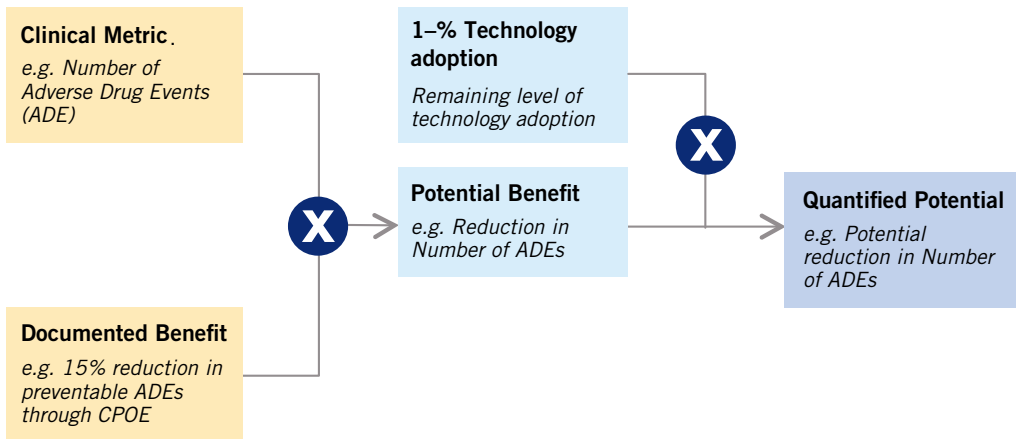 Clinical Metric.
e.g. Number of
Adverse Drug Events
(ADE)
1–% Technology
adoption
Remaining level of
technology adoption
X
X
Potential Benefit
e.g. Reduction in
Number of ADEs
Quantified Potential
e.g. Potential
reduction in Number
of ADEs
Documented Benefit
e.g. 15% reduction in
preventable ADEs
through CPOE